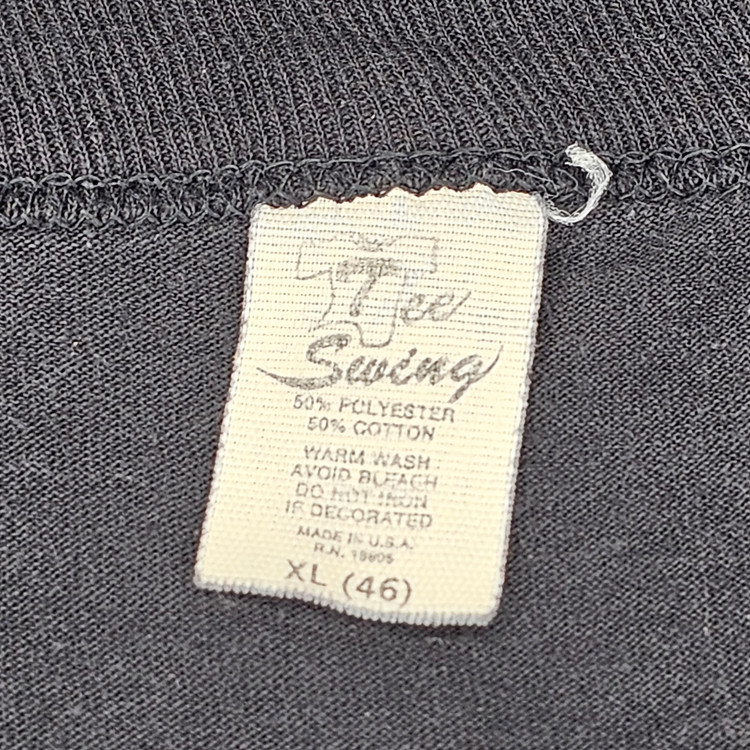 Tee
Swing
50% POLYESTER
50% COTTON
WARM WASH
AVOID BLEACH
DO NOT IRON
IF DECORATED
MADE IN U.S.A.
R.N.
XL (46)